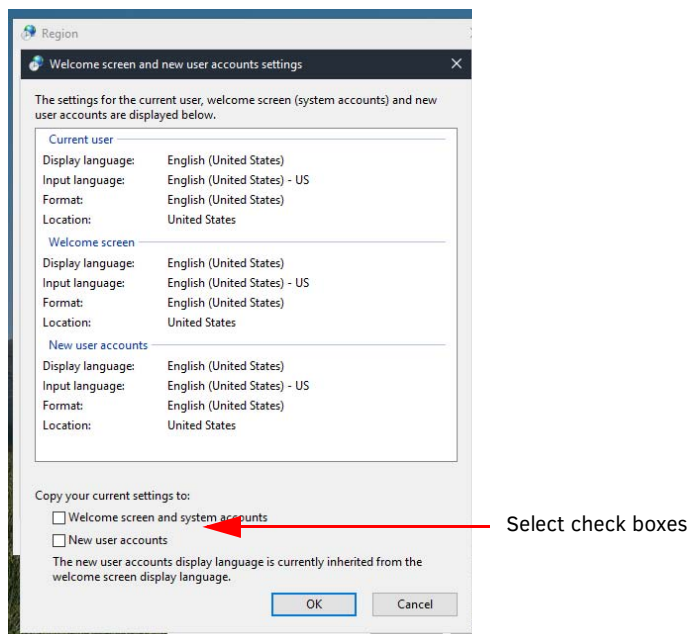 Region
Welcome screen and new user accounts settings
The settings for the current user, welcome screen (system accounts) and new
user accounts are displayed below.
Current user
Display language: English (United States)
Input language: English (United States) - US
Format: English (United States)
Location: United States
Welcome screen
Display language: English (United States)
Input language: English (United States) - US
Format: English (United States)
Location: United States
New user accounts
Display language: English (United States)
Input language: English (United States) - US
Format: English (United States)
Location: United States
Copy your current settings to:
Welcome screen and system accounts
Select check boxes
New user accounts
The new user accounts display language is currently inherited from the
welcome screen display language.
OK Cancel